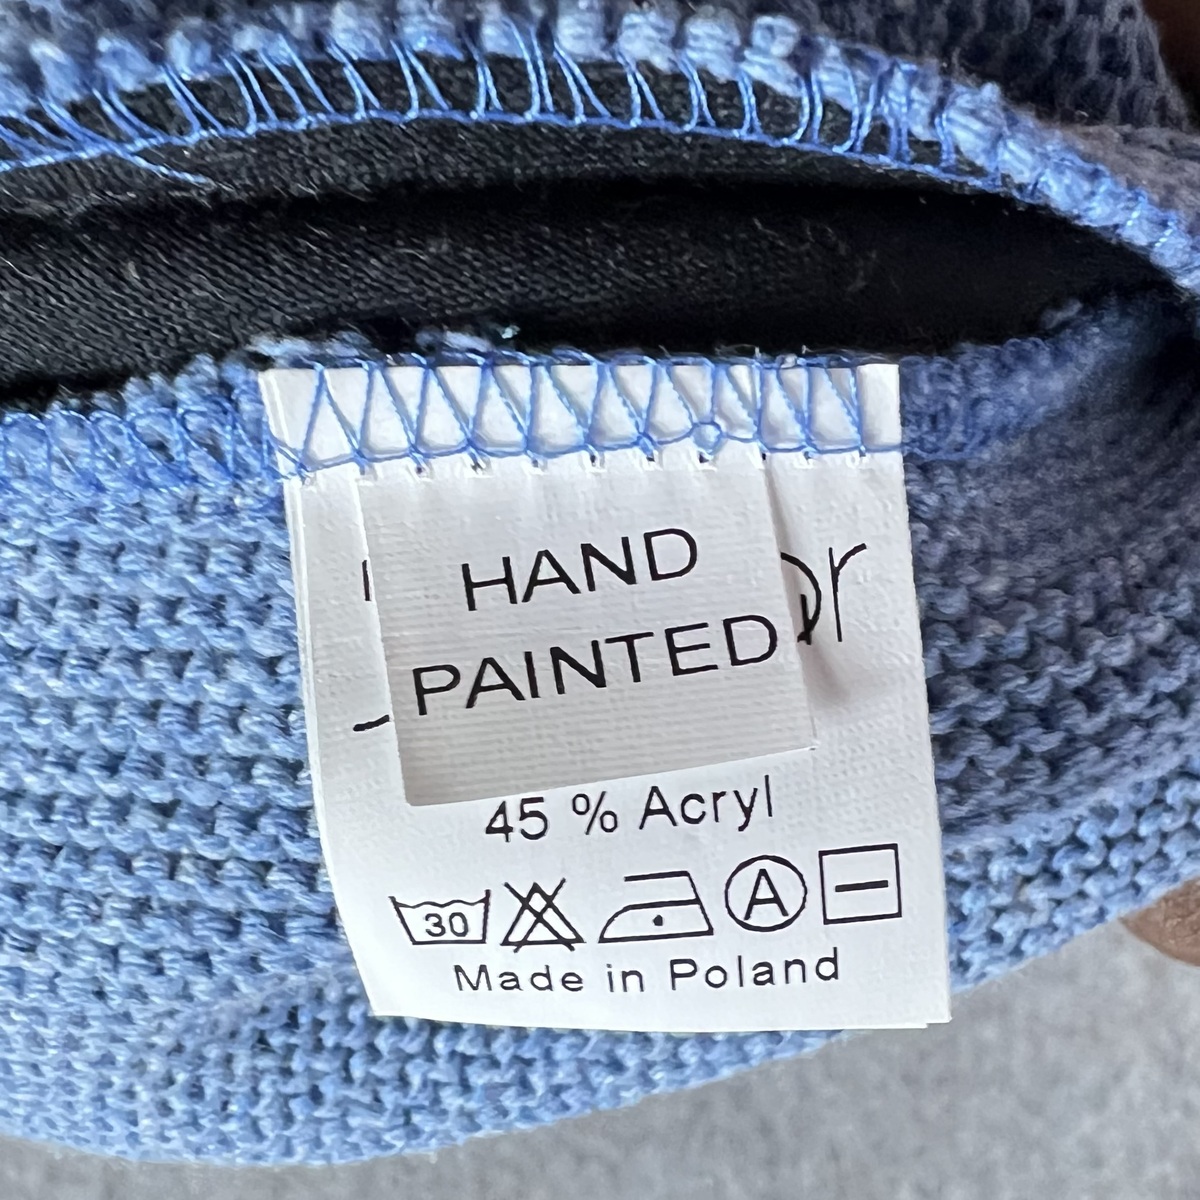 HAND
PAINTED
45 % Acryl
30 A
Made in Poland